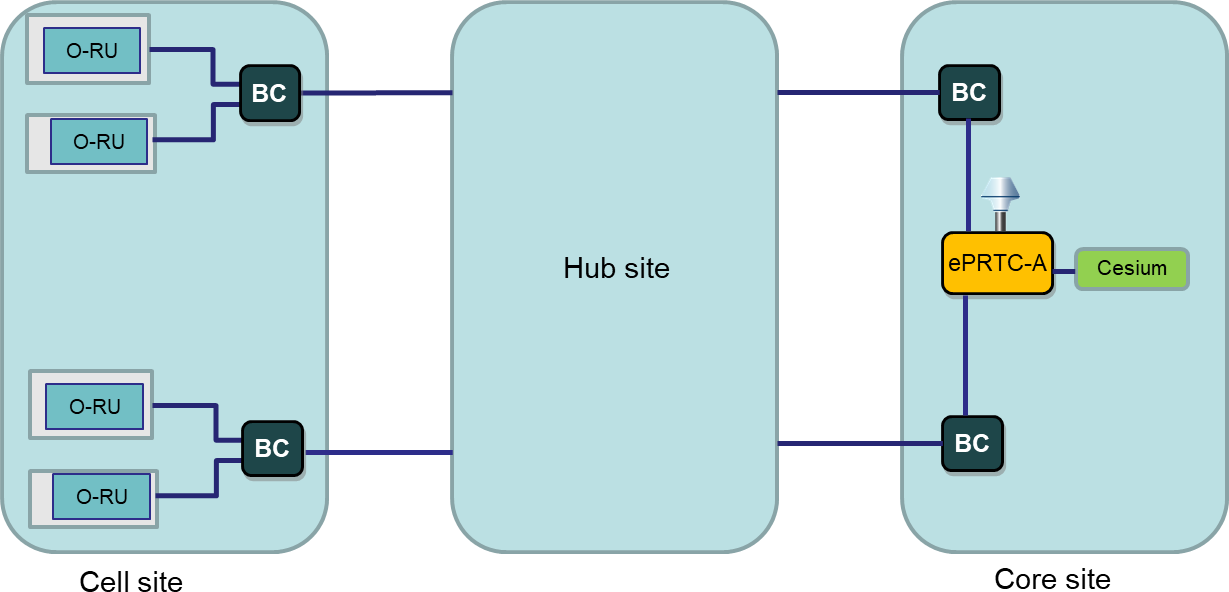 O-RU
BC
O-RU
O-RU
BC
O-RU
Cell site
Hub site
BC
ePRTC-A
Cesium
BC
Core site